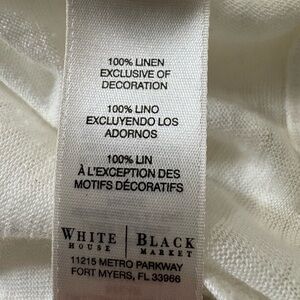 100% LINEN
EXCLUSIVE OF
DECORATION
100% LINO
EXCLUYENDO LOS
ADORNOS
100% LIN
À L'EXCEPTION DES
MOTIFS DÉCORATIFS
WHITE | BLACK
HOUSE | MARKET
11215 METRO PARKWAY
FORT MYERS, FL 33966